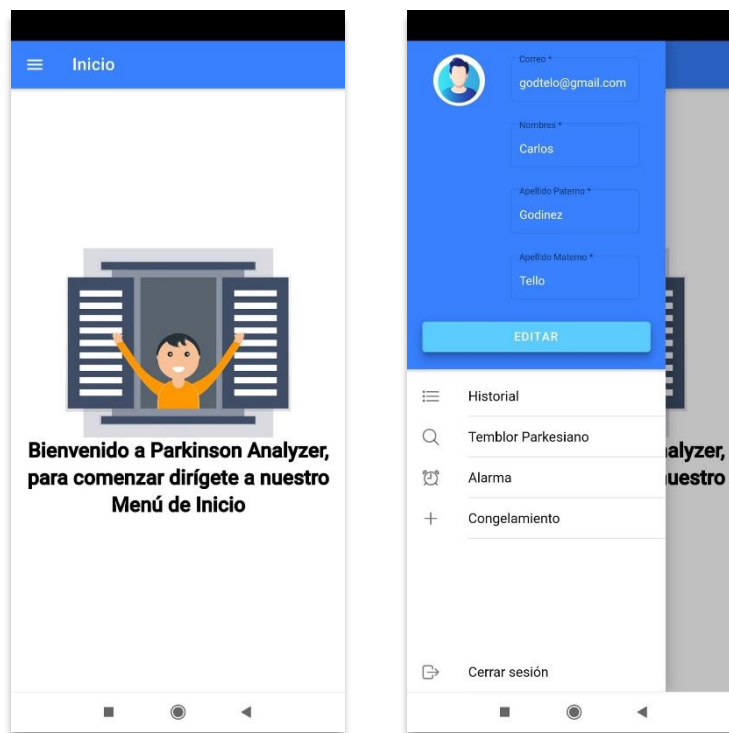 Inicio
Bienvenido a Parkinson Analyzer,
para comenzar dirígete a nuestro
Menú de Inicio
Correo *
godtelo@gmail.com
Nombres *
Carlos
Apellido Paterno *
Godinez
Apellido Materno *
Tello
EDITAR
Historial
Temblor Parkesiano
Alarma
Congelamiento
Cerrar sesión
alyzer,
uestro